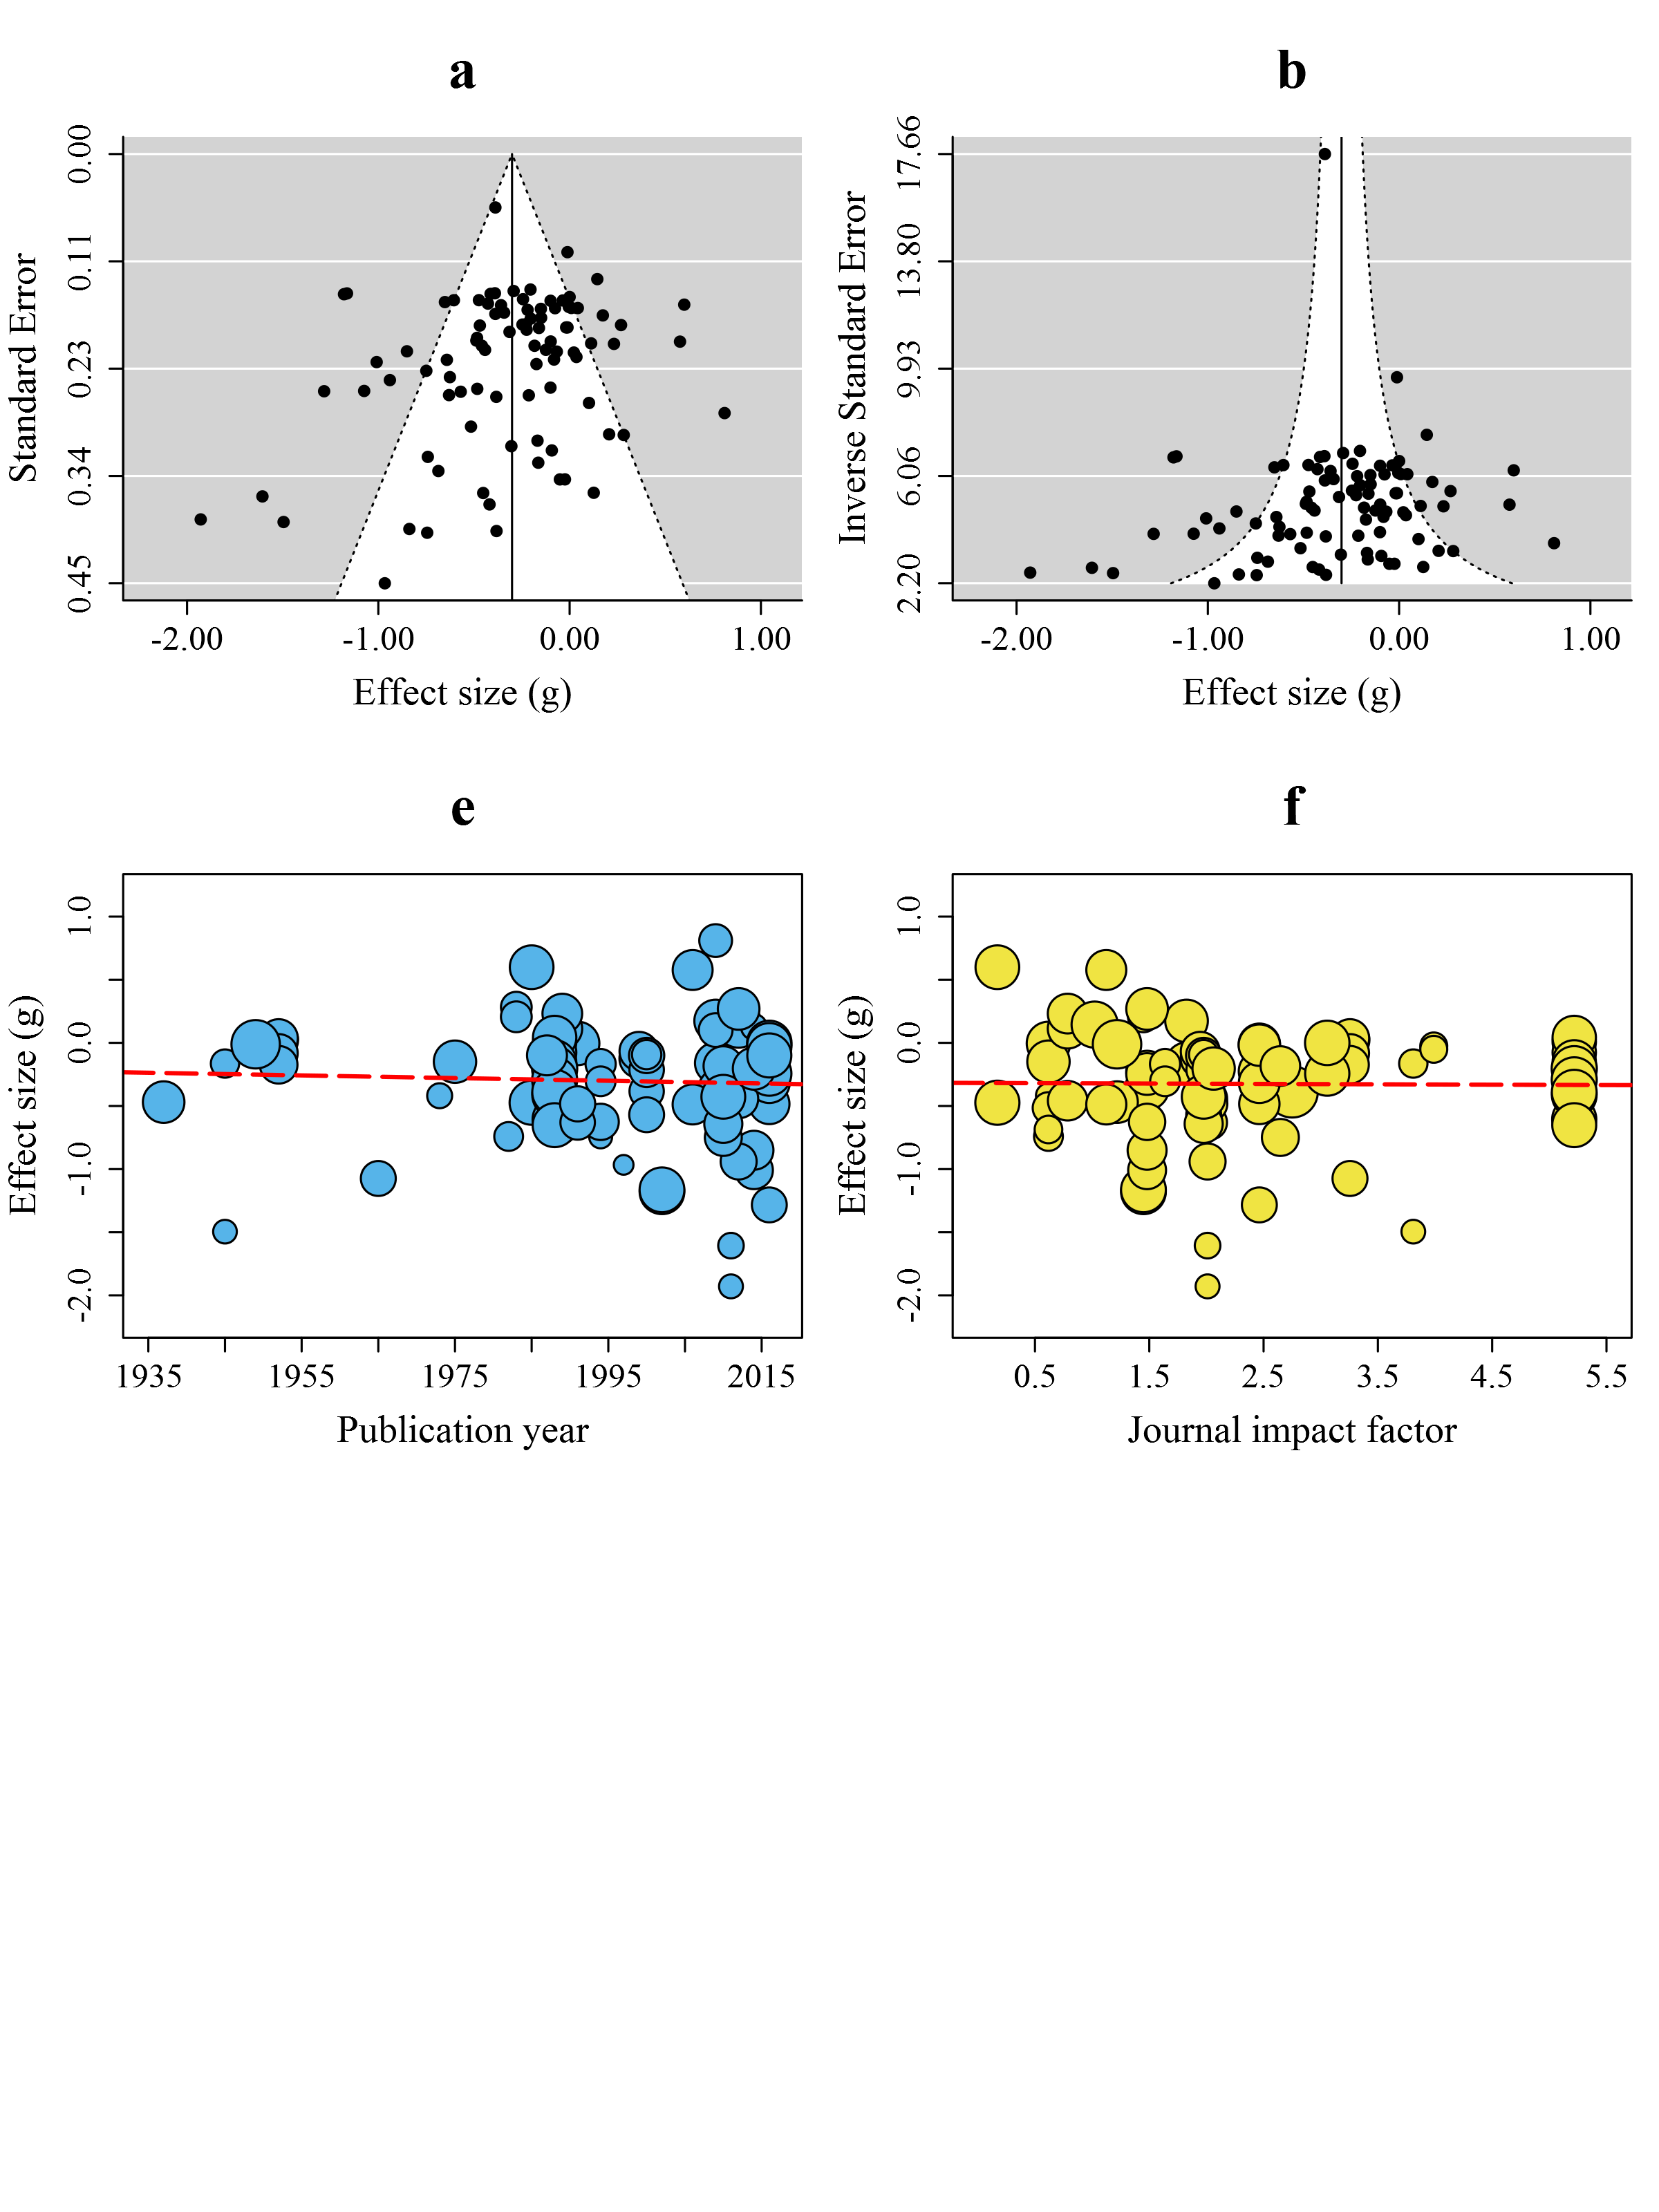 a
b
Standard Error
0.00
0.11
0.23
0.34
0.45
-2.00 -1.00 0.00 1.00
Effect size (g)
Inverse Standard Error
17.66
13.80
9.93
6.06
2.20
-2.00 -1.00 0.00 1.00
Effect size (g)
e
f
Effect size (g)
1.0
0.0
-1.0
-2.0
1935 1955 1975 1995 2015
Publication year
Effect size (g)
1.0
0.0
-1.0
-2.0
0.5 1.5 2.5 3.5 4.5 5.5
Journal impact factor